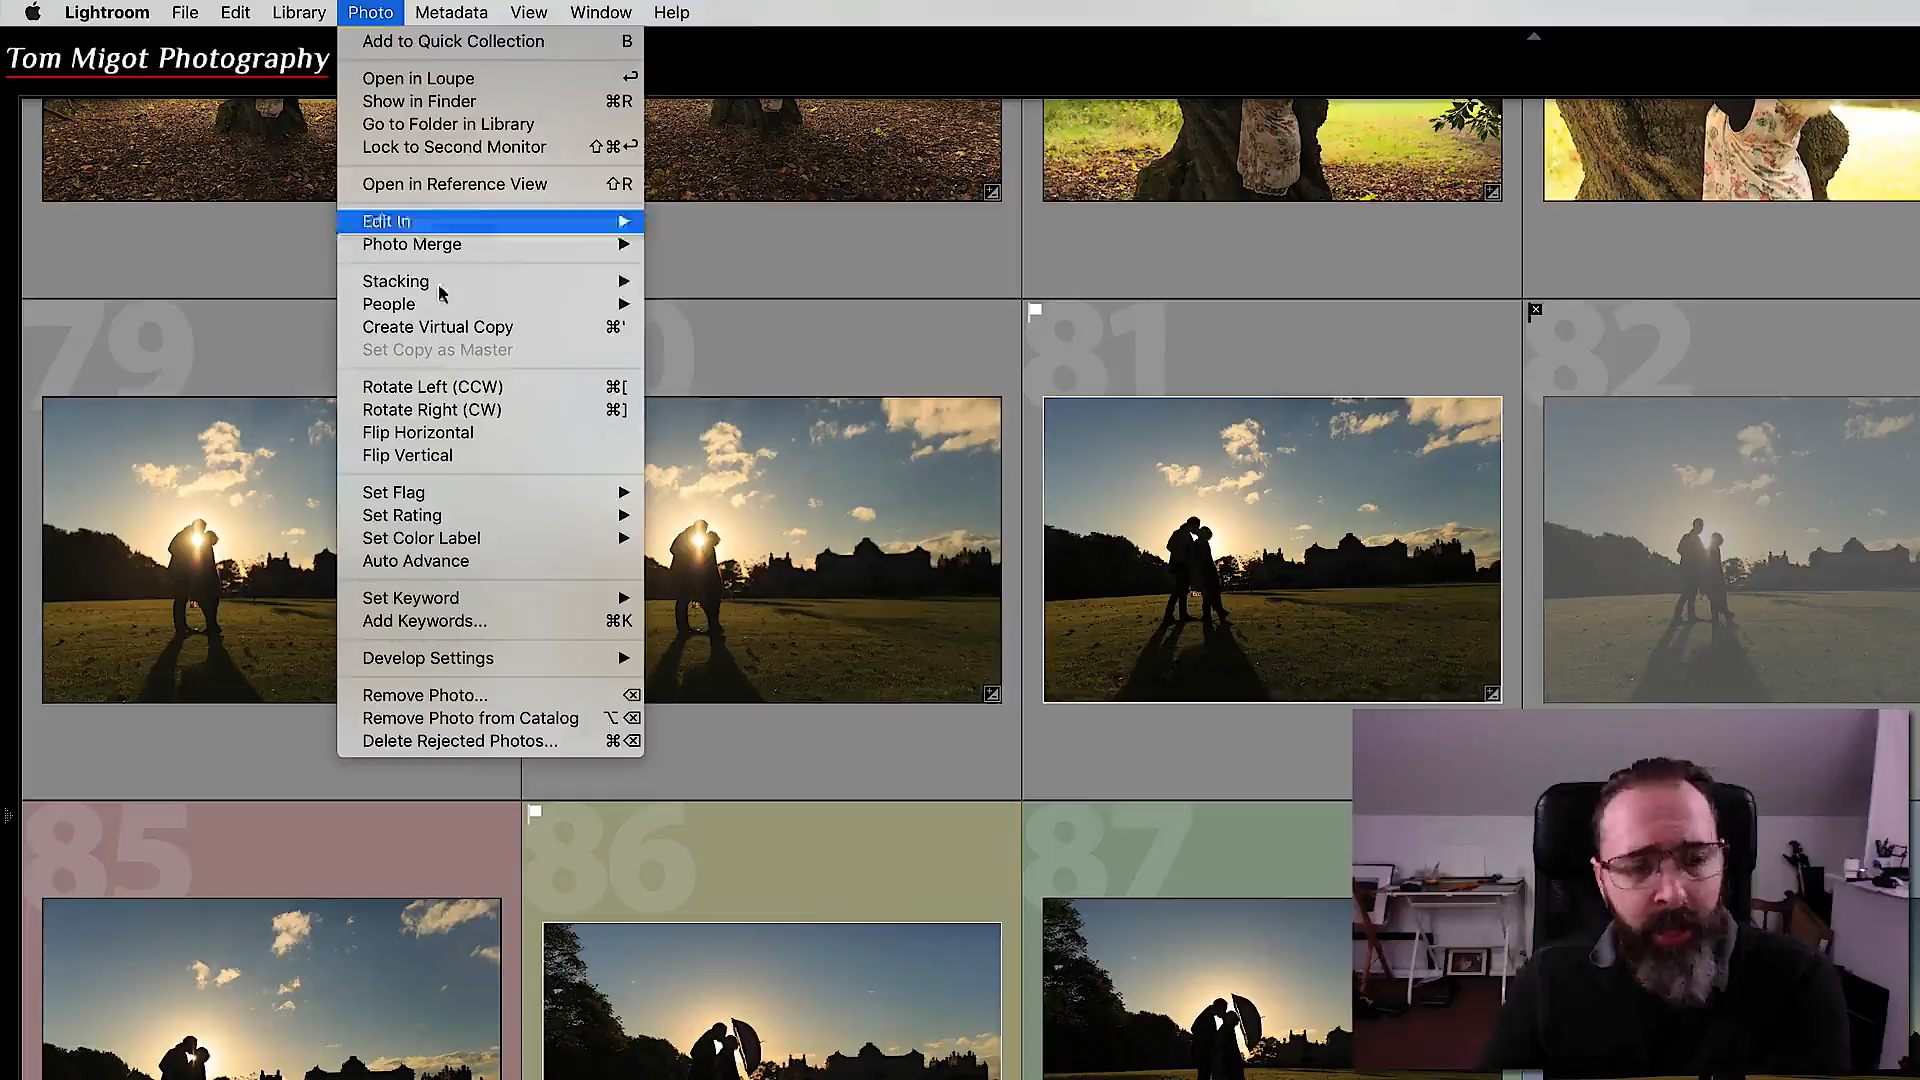 Lightroom File Edit Library Photo Metadata View Window Help
Tom Migot Photography
Add to Quick Collection B
Open in Loupe ↩
Show in Finder ⌘R
Go to Folder in Library
Lock to Second Monitor ⇧⌘↩
Open in Reference View ⇧R
Edit In ▶
Photo Merge ▶
Stacking ▶
People ▶
Create Virtual Copy ⌘'
Set Copy as Master
Rotate Left (CCW) ⌘[
Rotate Right (CW) ⌘]
Flip Horizontal
Flip Vertical
Set Flag ▶
Set Rating ▶
Set Color Label ▶
Auto Advance
Set Keyword ▶
Add Keywords... ⌘K
Develop Settings ▶
Remove Photo... ⌫
Remove Photo from Catalog ⌥⌫
Delete Rejected Photos... ⌘⌫
79
81
82
85
86
87